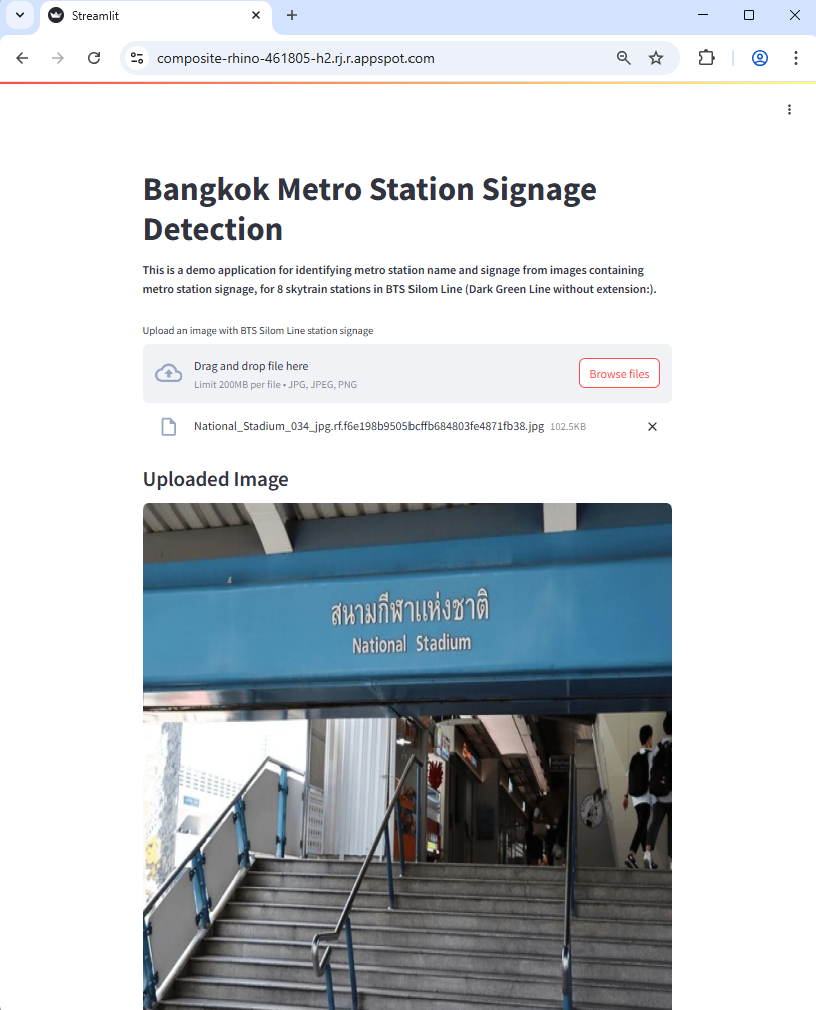 Streamlit
composite-rhino-461805-h2.rj.r.appspot.com
Bangkok Metro Station Signage
Detection
This is a demo application for identifying metro station name and signage from images containing
metro station signage, for 8 skytrain stations in BTS Silom Line (Dark Green Line without extension:).
Upload an image with BTS Silom Line station signage
Drag and drop file here
Limit 200MB per file • JPG, JPEG, PNG
Browse files
National_Stadium_034_jpg.rf.f6e198b9505bcffb684803fe4871fb38.jpg 102.5KB
Uploaded Image
สนามกีฬาแห่งชาติ
National Stadium